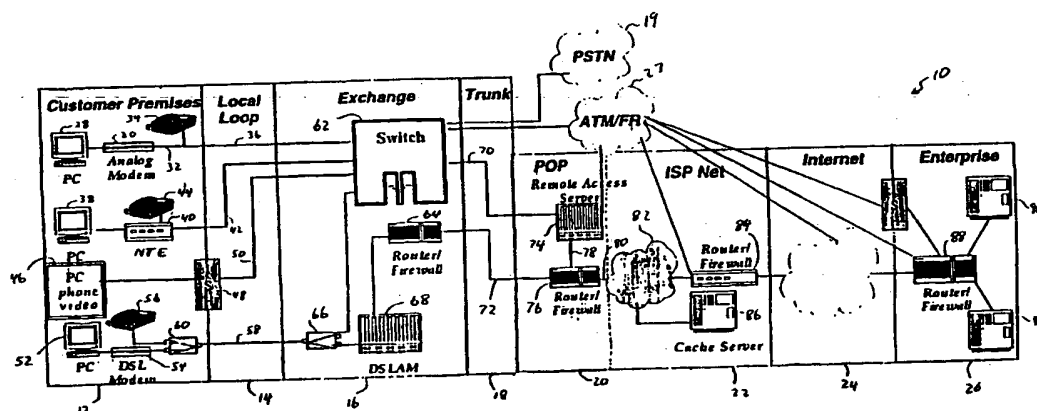 19
PSTN
27
10
ATM/FR
Customer Premises
Local
Loop
Exchange
Trunk
62
34
28
30
36
Switch
70
PC
Analog
Modem
32
POP
Remote Access
Server
ISP Net
Internet
Enterprise
38
44
40
42
NTE
64
74
78
80
82
84
Router/
Firewall
88
46
PC
PC
phone
video
50
48
Router/
Firewall
76
Router/
Firewall
Router/
Firewall
56
60
66
68
72
86
52
58
PC
DSL
Modem
54
Cache Server
DSLAM
12
14
16
18
20
22
24
26